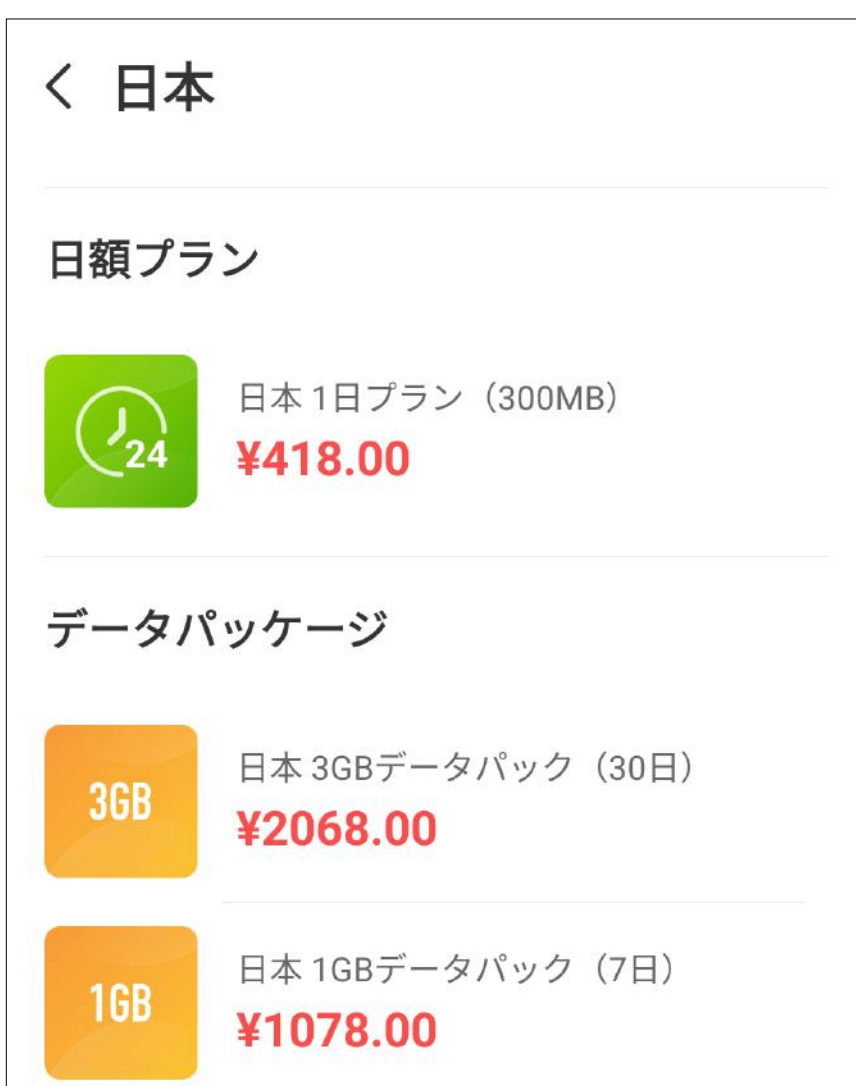 日本
日額プラン
24
日本 1日プラン（300MB）
¥418.00
データパッケージ
3GB
日本 3GBデータパック（30日）
¥2068.00
1GB
日本 1GBデータパック（7日）
¥1078.00